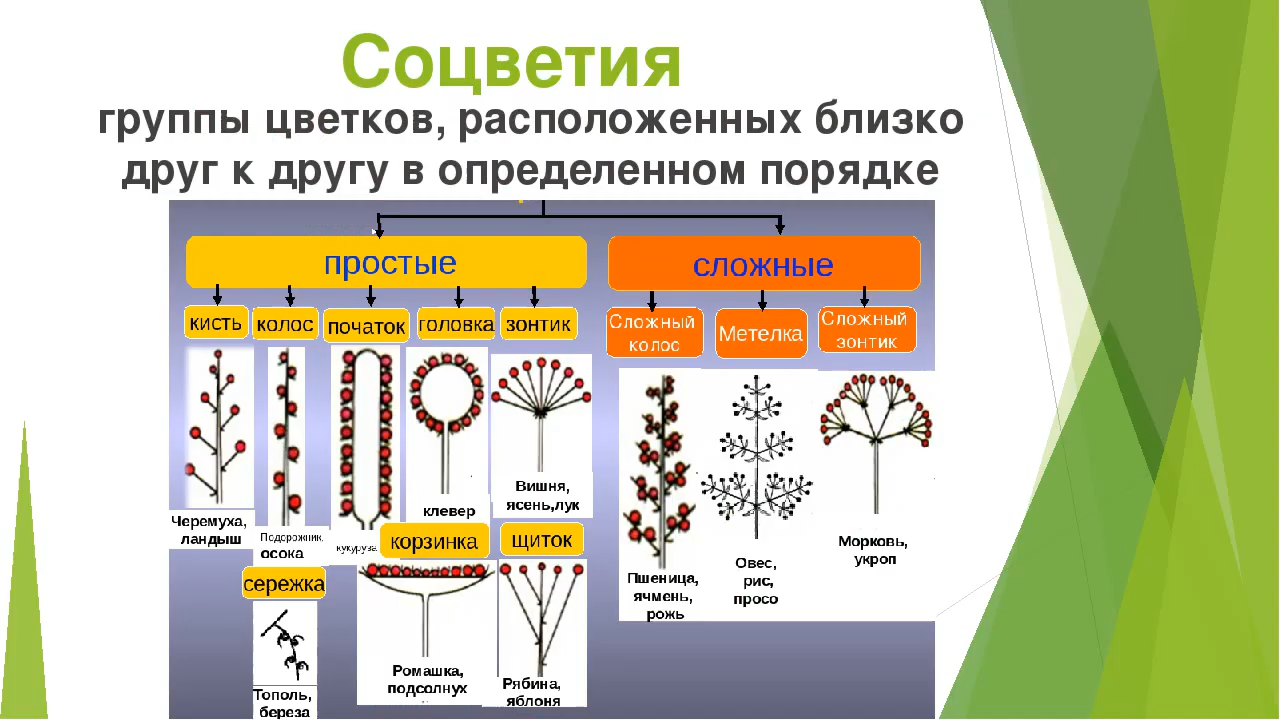 Соцветия
группы цветков, расположенных близко
друг к другу в определенном порядке
простые
сложные
кисть
колос
початок
головка
зонтик
Сложный
колос
Метелка
Сложный
зонтик
Черемуха,
ландыш
Подорожник,
осока
кукуруза
клевер
Вишня,
ясень,лук
корзинка
щиток
сережка
Тополь,
береза
Ромашка,
подсолнух
Рябина,
яблоня
Пшеница,
ячмень,
рожь
Овес,
рис,
просо
Морковь,
укроп